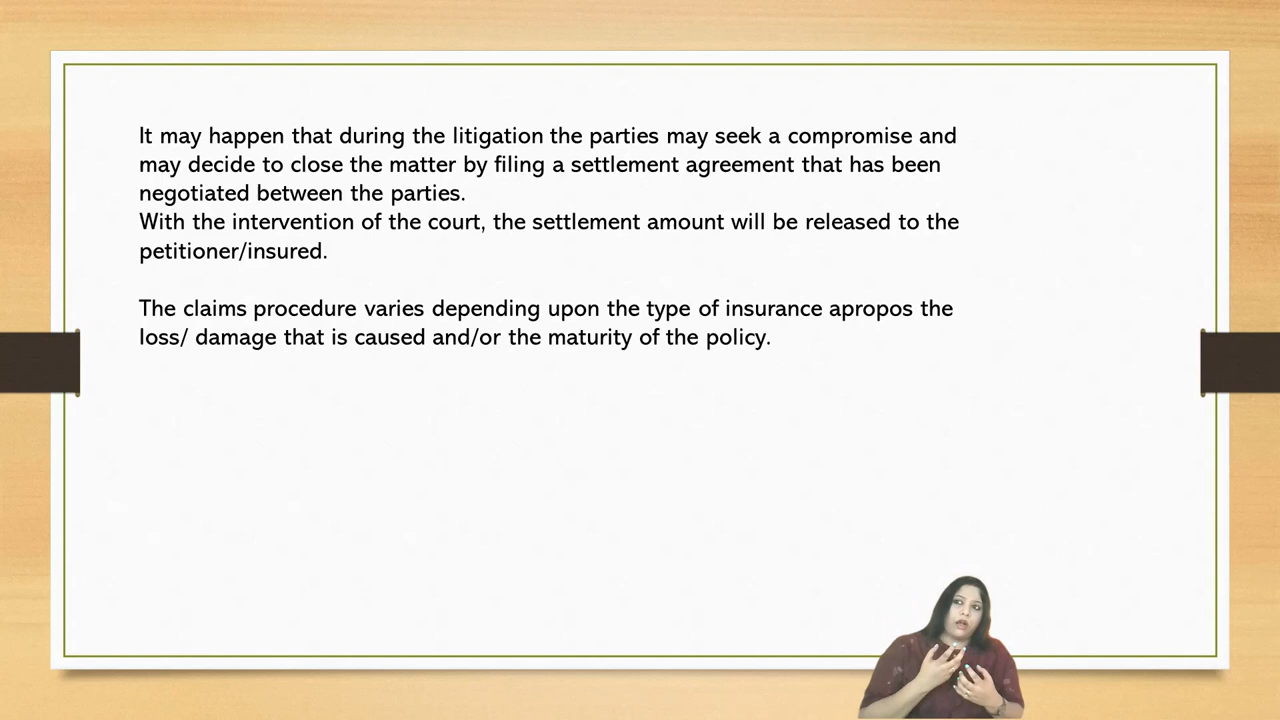 It may happen that during the litigation the parties may seek a compromise and
may decide to close the matter by filing a settlement agreement that has been
negotiated between the parties.
With the intervention of the court, the settlement amount will be released to the
petitioner/insured.
The claims procedure varies depending upon the type of insurance apropos the
loss/ damage that is caused and/or the maturity of the policy.